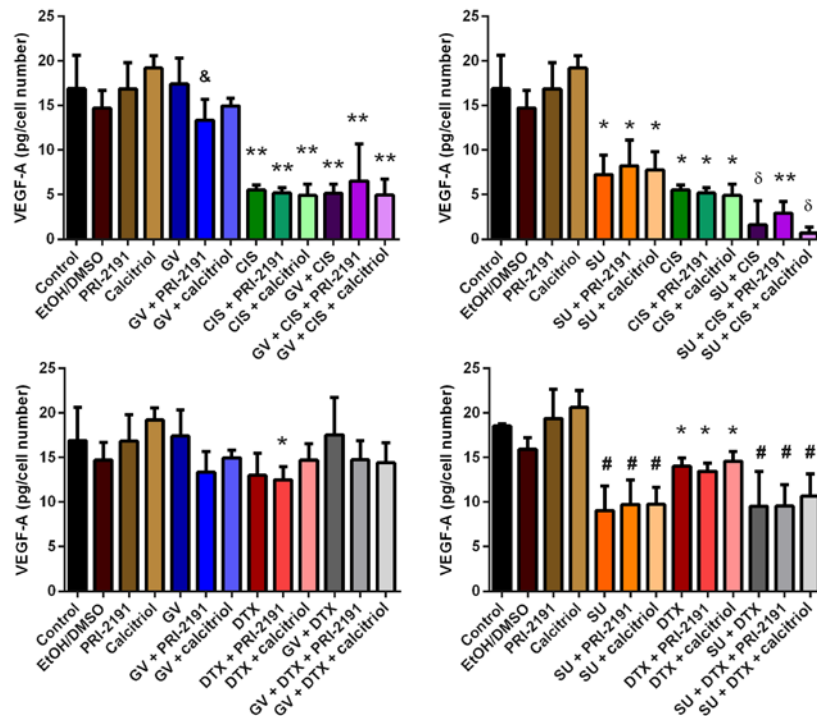 VEGF-A (pg/cell number)
25
20
15
10
5
0
&
**
**
**
**
**
**
Control
EtOH/DMSO
PRI-2191
Calcitriol
GV
GV + PRI-2191
GV + calcitriol
CIS
CIS + PRI-2191
CIS + calcitriol
GV + CIS
GV + CIS + PRI-2191
GV + CIS + calcitriol
VEGF-A (pg/cell number)
25
20
15
10
5
0
*
*
*
*
*
*
δ
**
δ
Control
EtOH/DMSO
PRI-2191
Calcitriol
SU
SU + PRI-2191
SU + calcitriol
CIS
CIS + PRI-2191
CIS + calcitriol
SU + CIS
SU + CIS + PRI-2191
SU + CIS + calcitriol
VEGF-A (pg/cell number)
25
20
15
10
5
0
*
Control
EtOH/DMSO
PRI-2191
Calcitriol
GV
GV + PRI-2191
GV + calcitriol
DTX
DTX + PRI-2191
DTX + calcitriol
GV + DTX
GV + DTX + PRI-2191
GV + DTX + calcitriol
VEGF-A (pg/cell number)
25
20
15
10
5
0
#
#
#
*
*
*
#
#
#
Control
EtOH/DMSO
PRI-2191
Calcitriol
SU
SU + PRI-2191
SU + calcitriol
DTX
DTX + PRI-2191
DTX + calcitriol
SU + DTX
SU + DTX + PRI-2191
SU + DTX + calcitriol